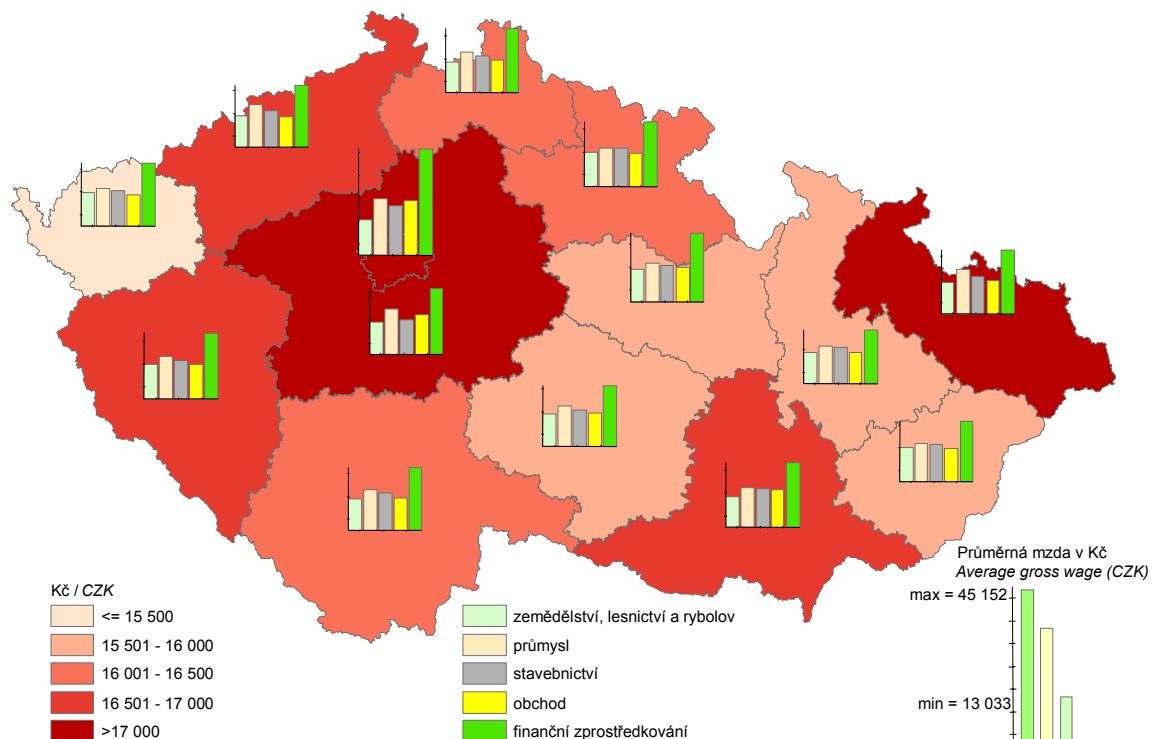 Kč / CZK
<= 15 500
15 501 - 16 000
16 001 - 16 500
16 501 - 17 000
>17 000
zemědělství, lesnictví a rybolov
průmysl
stavebnictví
obchod
finanční zprostředkování
Průměrná mzda v Kč
Average gross wage (CZK)
max = 45 152
min = 13 033